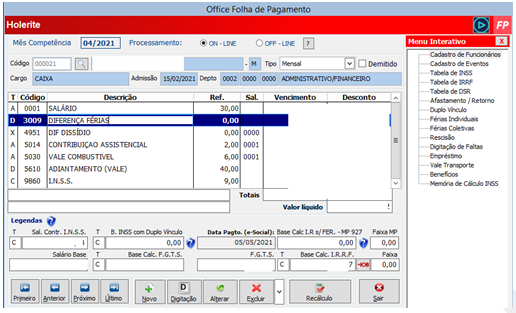 Office Folha de Pagamento
Holerite
FP
Mês Competência 04/2021 Processamento: ON - LINE OFF - LINE ?
Código 000021 - M Tipo Mensal Demitido
Cargo CAIXA Admissão 15/02/2021 Depto 0002 0000 0000 ADMINISTRATIVO/FINANCEIRO
T Código Descrição Ref. Sal. Vencimento Desconto
A 0001 SALÁRIO 30,00
D 3009 DIFERENÇA FÉRIAS 0,00
X 4951 DIF DISSÍDIO 0,00 0000
A 5014 CONTRIBUIÇAO ASSISTENCIAL 2,00 0001
A 5030 VALE COMBUSTIVEL 6,00 0001
D 5610 ADIANTAMENTO (VALE) 40,00
C 9860 I.N.S.S. 9,00
Totais
Valor líquido
Legendas ?
T Sal. Contr. I.N.S.S. T B. INSS com Duplo Vínculo Data Pagto. (e-Social): Base Calc I.R s/FER. - MP 927 Faixa MP
C C 0,00 ? 05/05/2021 0,00 ? 0,00
Salário Base T Base Calc. F.G.T.S. F.G.T.S. T Base Calc. I.R.R.F. Faixa
C C 7 0,00
Primeiro Anterior Próximo Último Novo Digitação Alterar Excluir Recálculo Sair
Menu Interativo X
Cadastro de Funcionários
Cadastro de Eventos
Tabela de INSS
Tabela de IRRF
Tabela de DSR
Afastamento / Retorno
Duplo Vínculo
Férias Individuais
Férias Coletivas
Rescisão
Digitação de Faltas
Empréstimo
Vale Transporte
Benefícios
Memória de Cálculo INSS